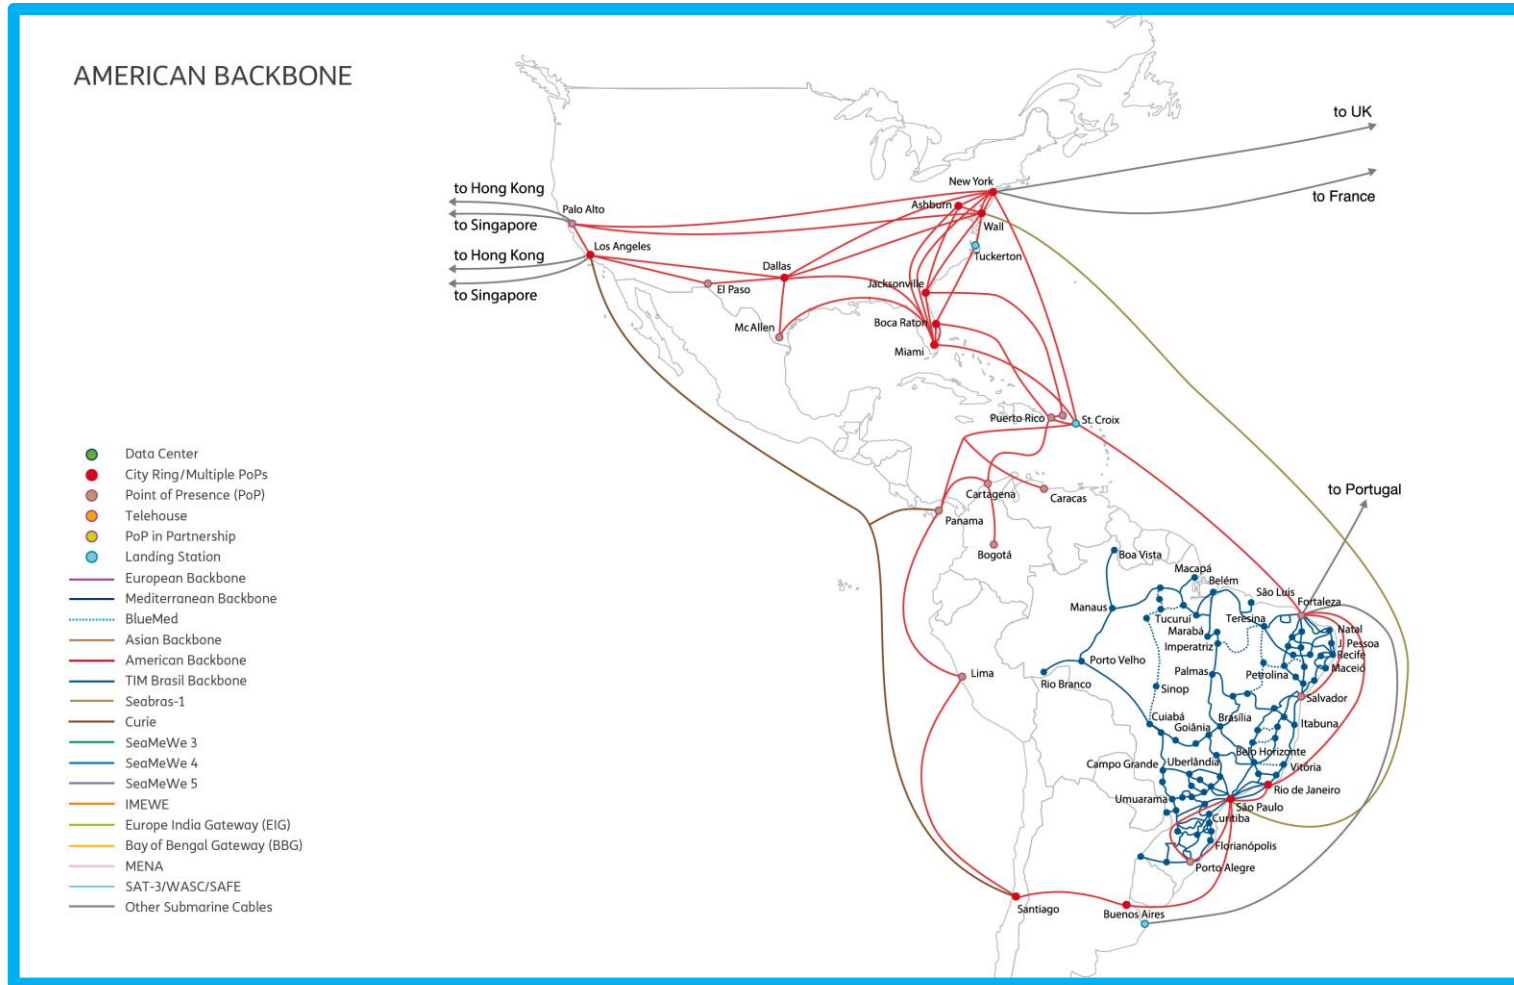 AMERICAN BACKBONE
to UK
to France
to Hong Kong
to Singapore
to Hong Kong
to Singapore
to Portugal
New York
Ashburn
Wall
Tuckerton
Palo Alto
Los Angeles
Dallas
El Paso
McAllen
Jacksonville
Boca Raton
Miami
Puerto Rico
St. Croix
Cartagena
Caracas
Panama
Bogotá
Boa Vista
Macapá
Belém
São Luis
Fortaleza
Manaus
Tucuruí
Teresina
Natal
Marabá
J. Pessoa
Imperatriz
Recife
Porto Velho
Palmas
Petrolina
Maceió
Lima
Rio Branco
Sinop
Salvador
Cuiabá
Goiânia
Brasília
Itabuna
Belo Horizonte
Campo Grande
Uberlândia
Vitória
Rio de Janeiro
Umuarama
São Paulo
Curitiba
Florianópolis
Porto Alegre
Santiago
Buenos Aires
Data Center
City Ring/Multiple PoPs
Point of Presence (PoP)
Telehouse
PoP in Partnership
Landing Station
European Backbone
Mediterranean Backbone
BlueMed
Asian Backbone
American Backbone
TIM Brasil Backbone
Seabras-1
Curie
SeaMeWe 3
SeaMeWe 4
SeaMeWe 5
IMEWE
Europe India Gateway (EIG)
Bay of Bengal Gateway (BBG)
MENA
SAT-3/WASC/SAFE
Other Submarine Cables